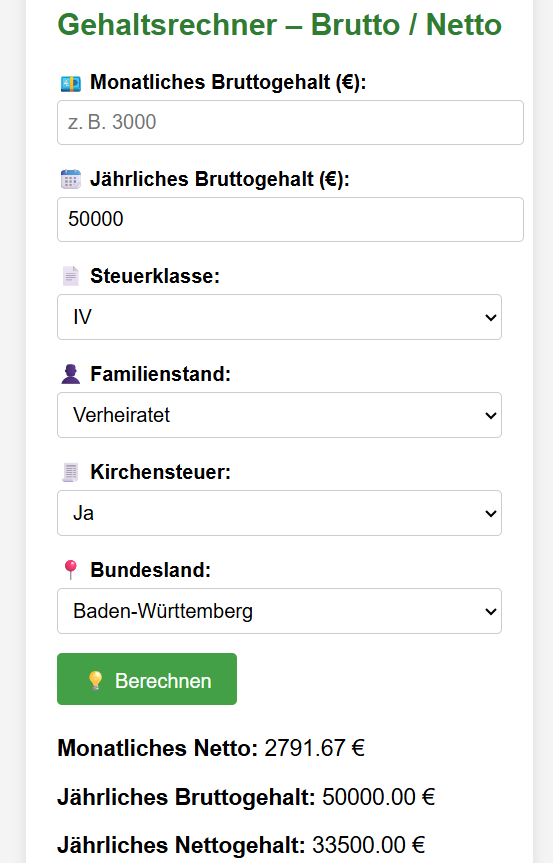 Gehaltsrechner – Brutto / Netto
Monatliches Bruttogehalt (€):
z. B. 3000
Jährliches Bruttogehalt (€):
50000
Steuerklasse:
IV
Familienstand:
Verheiratet
Kirchensteuer:
Ja
Bundesland:
Baden-Württemberg
Berechnen
Monatliches Netto: 2791.67 €
Jährliches Bruttogehalt: 50000.00 €
Jährliches Nettogehalt: 33500.00 €